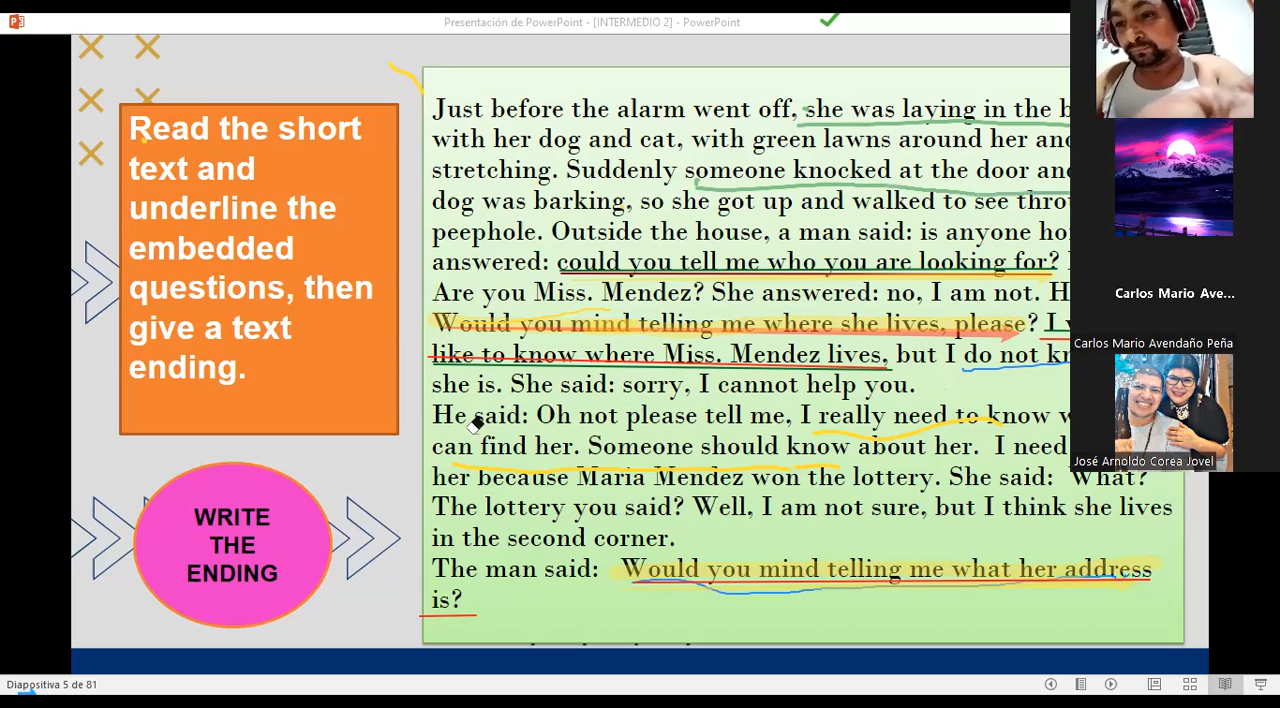 Presentación de PowerPoint - [INTERMEDIO 2] - PowerPoint
Read the short
text and
underline the
embedded
questions, then
give a text
ending.
WRITE
THE
ENDING
Just before the alarm went off, she was laying in the
with her dog and cat, with green lawns around her and
stretching. Suddenly someone knocked at the door and
dog was barking, so she got up and walked to see
peephole. Outside the house, a man said: is anyone
answered: could you tell me who you are looking for?
Are you Miss. Mendez? She answered: no, I am not.
Would you mind telling me where she lives, please? I
like to know where Miss. Mendez lives, but I do not
she is. She said: sorry, I cannot help you.
He said: Oh not please tell me, I really need to know
can find her. Someone should know about her. I need
her because Maria Mendez won the lottery. She said: What?
The lottery you said? Well, I am not sure, but I think she lives
in the second corner.
The man said: Would you mind telling me what her address
is?
Carlos Mario Ave...
Carlos Mario Avendaño Peña
José Arnoldo Corea Jovel
Diapositiva 5 de 81